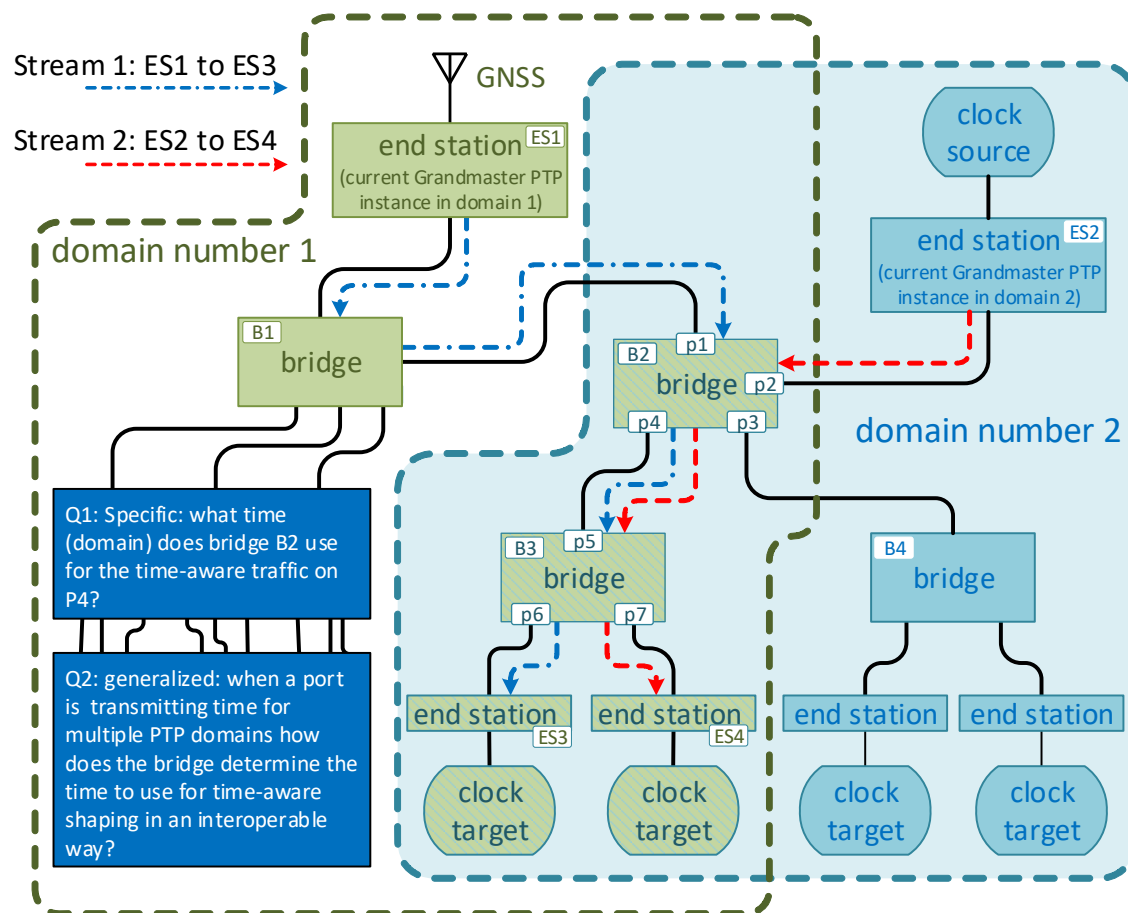 Stream 1: ES1 to ES3
Stream 2: ES2 to ES4
GNSS
ES1
end station
(current Grandmaster PTP
instance in domain 1)
clock
source
ES2
end station
(current Grandmaster PTP
instance in domain 2)
domain number 1
B1
bridge
p1
B2
bridge
p2
p4
p3
domain number 2
Q1: Specific: what time
(domain) does bridge B2 use
for the time-aware traffic on
P4?
Q2: generalized: when a port
is transmitting time for
multiple PTP domains how
does the bridge determine the
time to use for time-aware
shaping in an interoperable
way?
p5
B3
bridge
p6
p7
B4
bridge
end station
ES3
end station
ES4
end station
end station
clock
target
clock
target
clock
target
clock
target